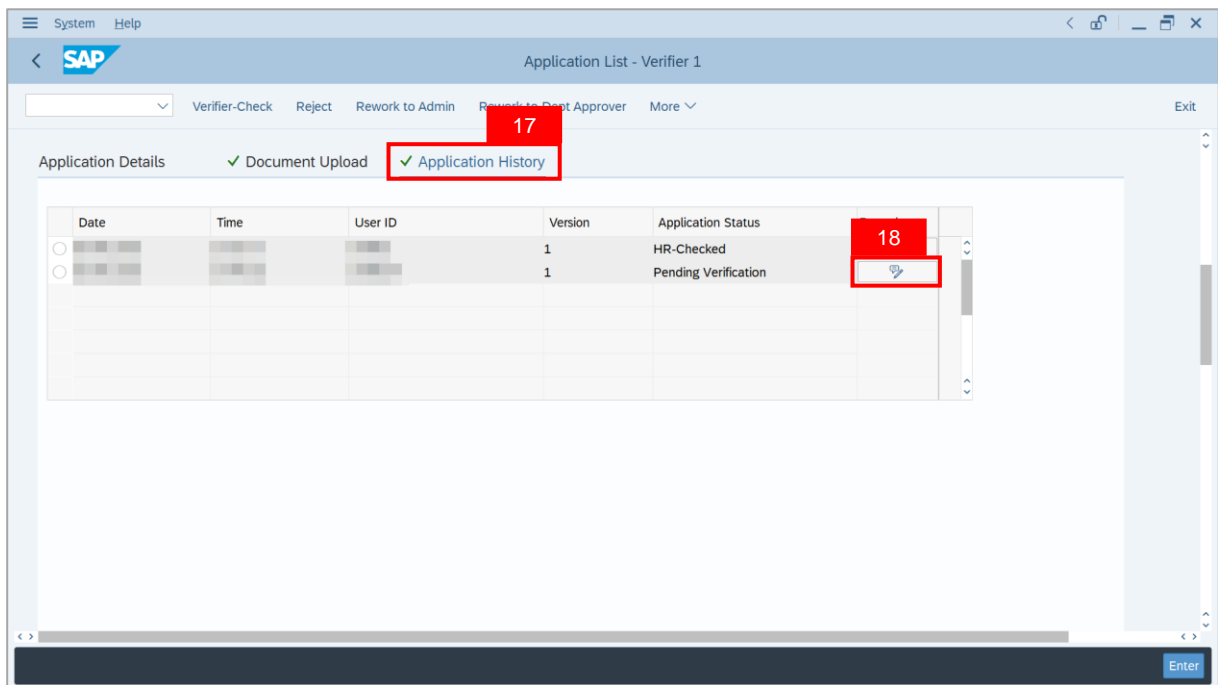 System Help
SAP Application List - Verifier 1
Verifier-Check Reject Rework to Admin Rework to Dept Approver More Exit
17
Application Details Document Upload Application History
Date Time User ID Version Application Status
18
1 HR-Checked
1 Pending Verification
Enter